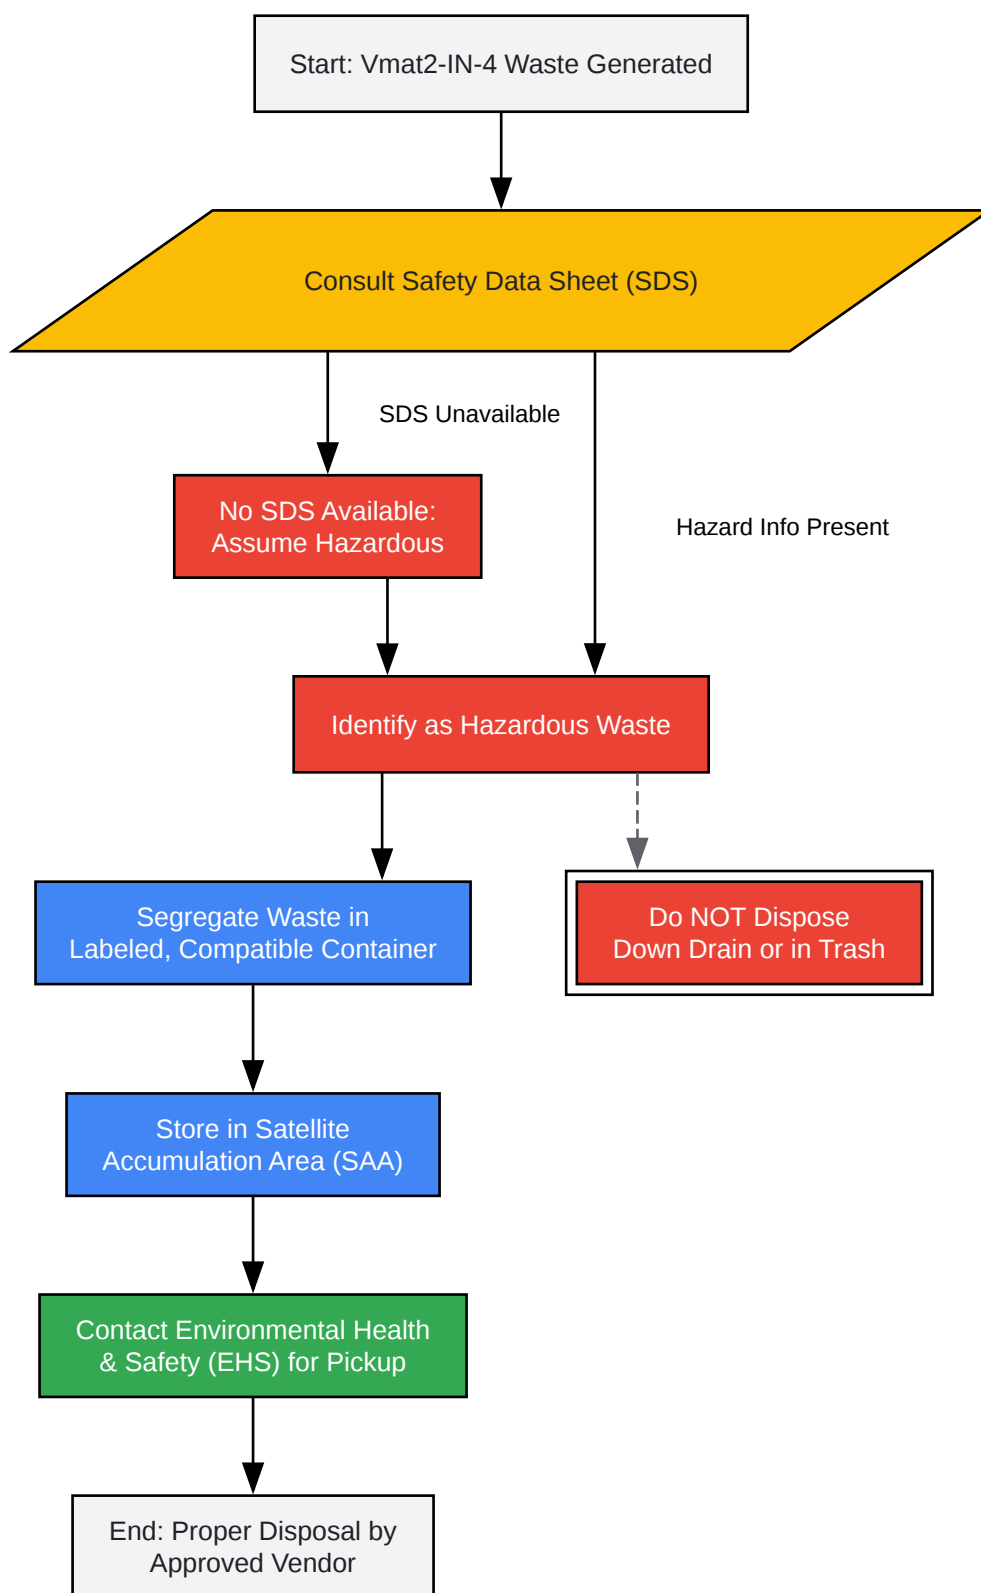 Start: Vmat2-IN-4 Waste Generated
Consult Safety Data Sheet (SDS)
SDS Unavailable
No SDS Available:
Assume Hazardous
Hazard Info Present
Identify as Hazardous Waste
Segregate Waste in
Labeled, Compatible Container
Do NOT Dispose
Down Drain or in Trash
Store in Satellite
Accumulation Area (SAA)
Contact Environmental Health
& Safety (EHS) for Pickup
End: Proper Disposal by
Approved Vendor